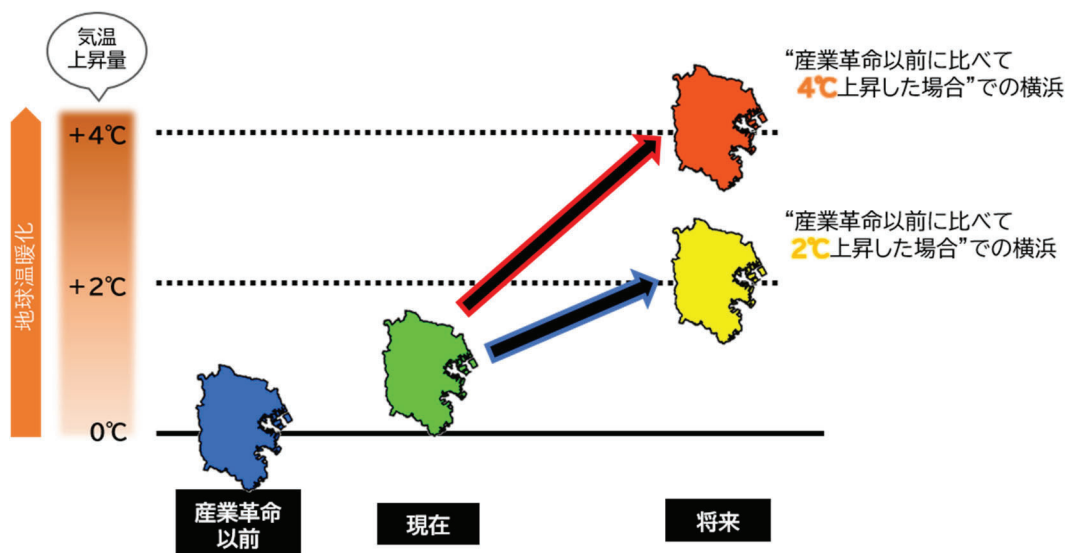 気温
上昇量
+4℃
+2℃
0℃
地球温暖化
“産業革命以前に比べて
4℃上昇した場合”での横浜
“産業革命以前に比べて
2℃上昇した場合”での横浜
産業革命
以前
現在
将来